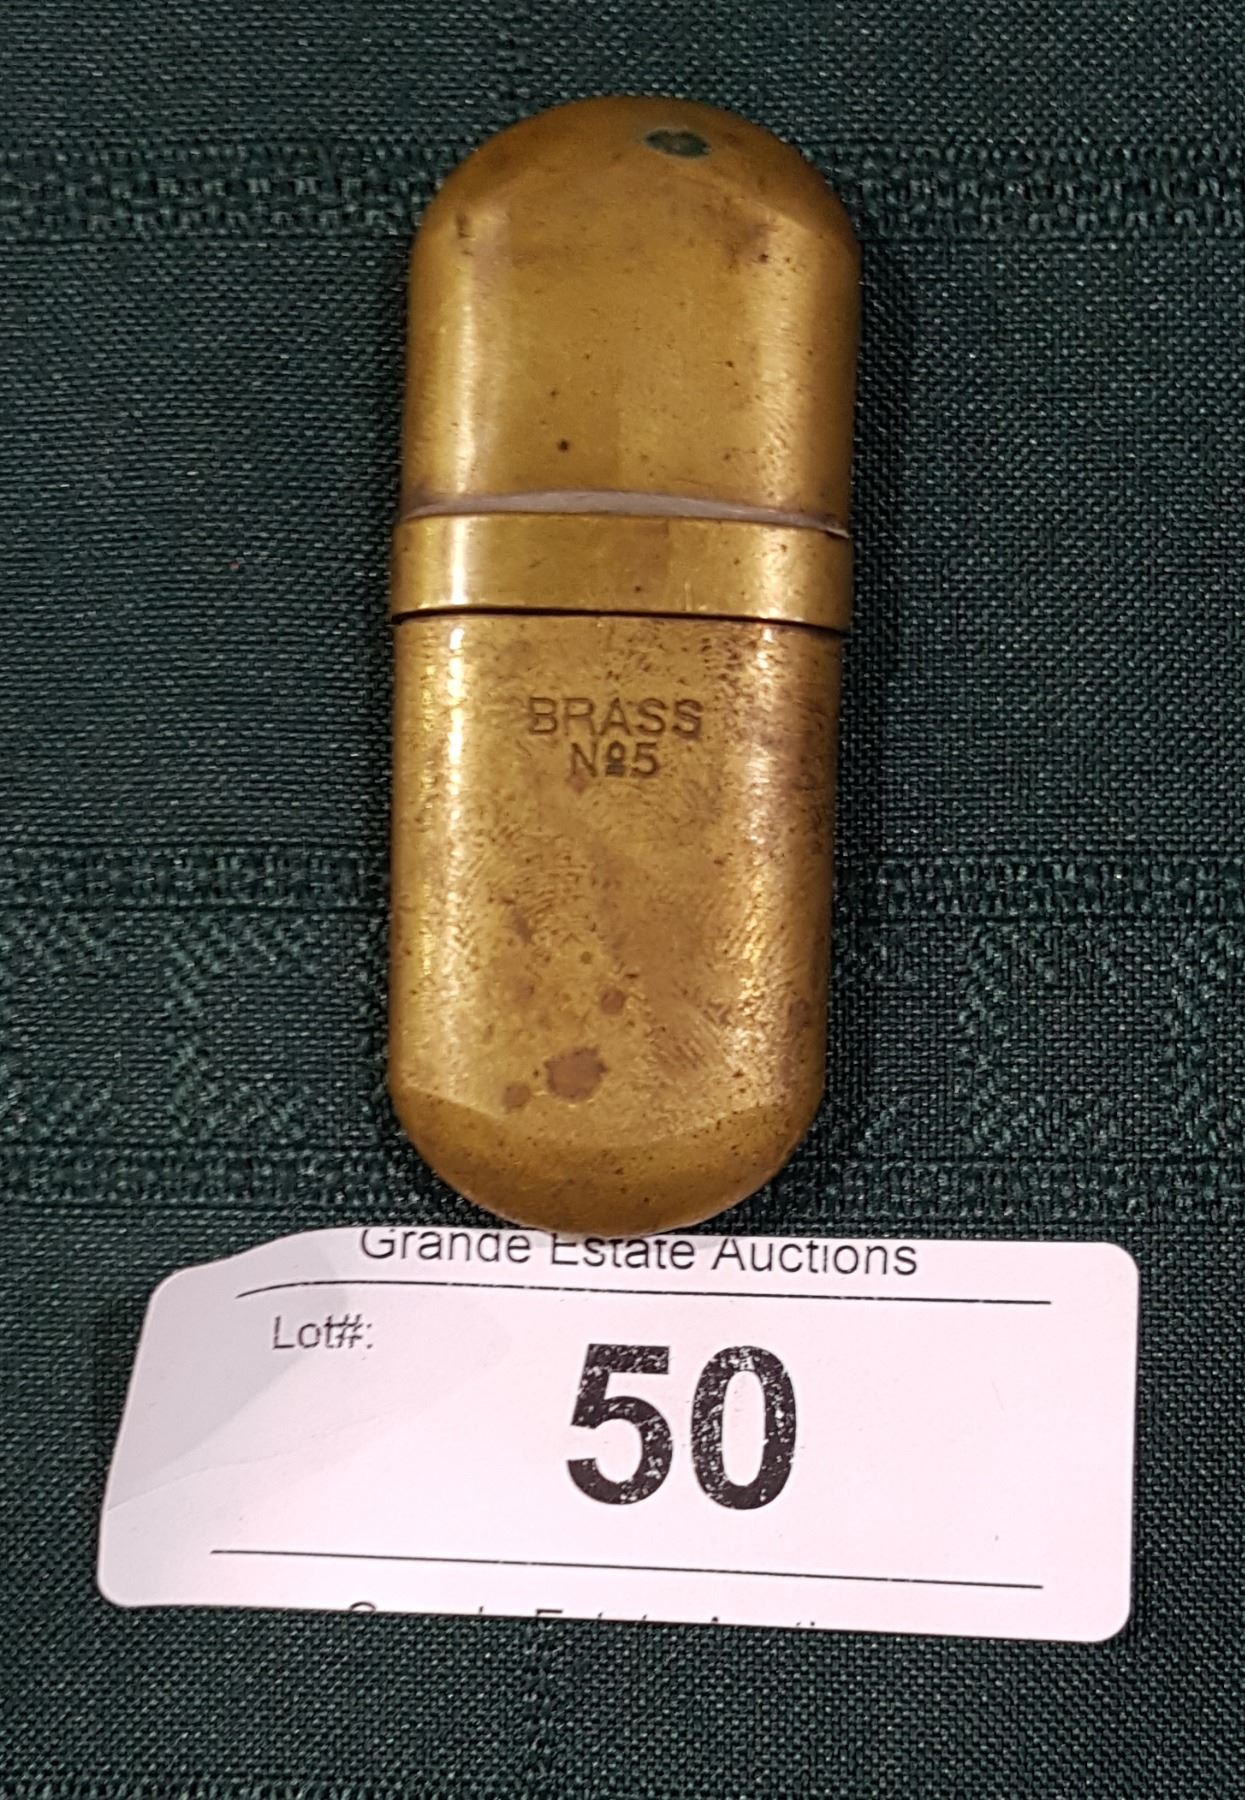 BRASS
Nº5
Grande Estate Auctions
Lot#:
50